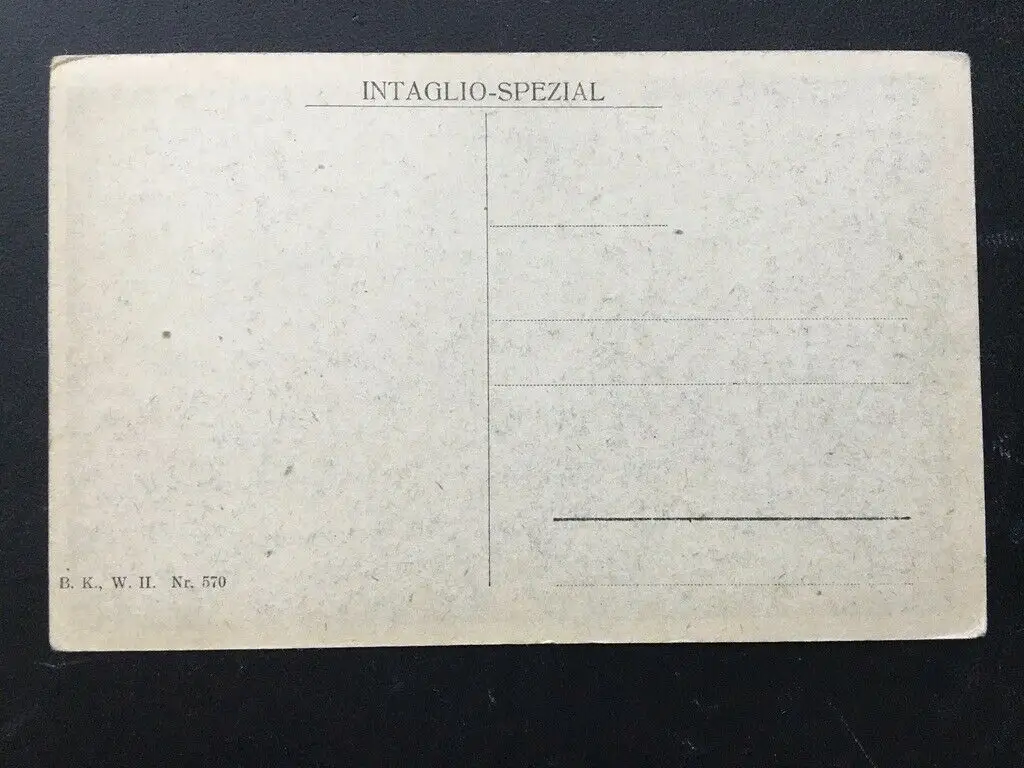 INTAGLIO-SPEZIAL
B. K., W. II. Nr. 570